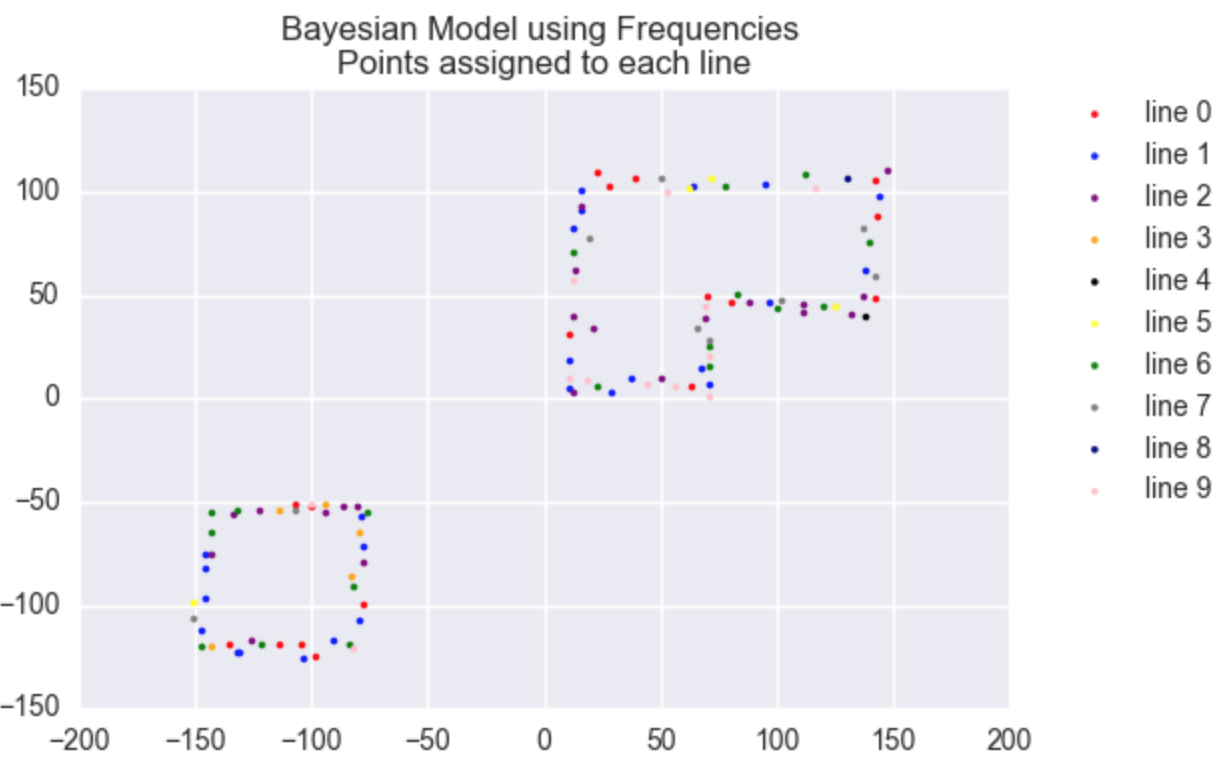 Bayesian Model using Frequencies
Points assigned to each line
150
100
50
0
−50
−100
−150
−200 −150 −100 −50 0 50 100 150 200
line 0
line 1
line 2
line 3
line 4
line 5
line 6
line 7
line 8
line 9